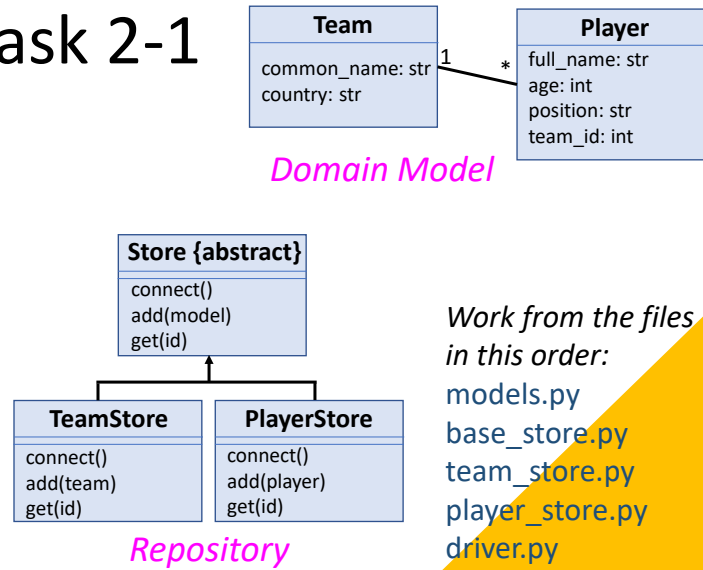 ask 2-1
Team
common_name: str
country: str
1
*
Player
full_name: str
age: int
position: str
team_id: int
Domain Model
Store {abstract}
connect()
add(model)
get(id)
TeamStore
connect()
add(team)
get(id)
PlayerStore
connect()
add(player)
get(id)
Repository
Work from the files
in this order:
models.py
base_store.py
team_store.py
player_store.py
driver.py